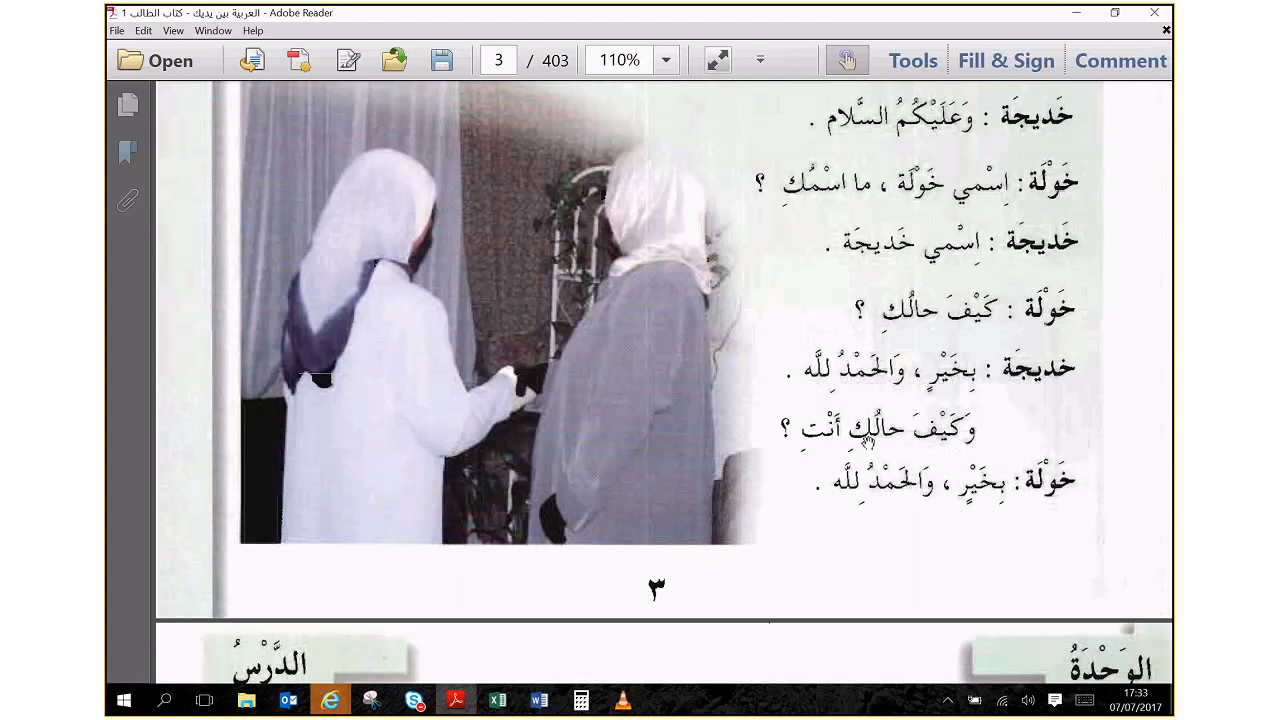 العربية بين يديك - كتاب الطالب 1 - Adobe Reader
File Edit View Window Help
Open 3 / 403 110% Tools Fill & Sign Comment
خَديجَة : وَعَلَيْكُمُ السَّلام .
خَوْلَة : اِسْمي خَوْلَة ، ما اسْمُكِ ؟
خَديجَة : اِسْمي خَديجَة .
خَوْلَة : كَيْفَ حالُكِ ؟
خديجَة : بِخَيْرٍ ، وَالحَمْدُ لِلَّه .
وَكَيْفَ حالُكِ أَنْتِ ؟
خَوْلَة : بِخَيْرٍ ، وَالحَمْدُ لِلَّه .
٣
الوَحْدَةُ الدَّرْسُ
17:33
07/07/2017